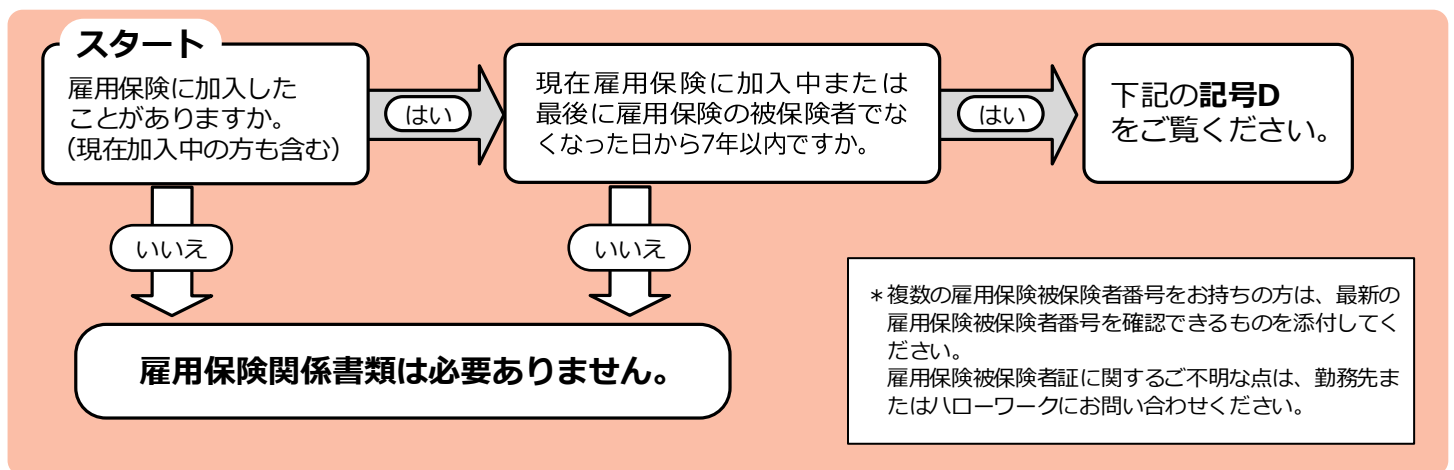 スタート
雇用保険に加入した
ことがありますか。
(現在加入中の方も含む)
はい
現在雇用保険に加入中または
最後に雇用保険の被保険者でな
くなった日から7年以内ですか。
はい
下記の記号D
をご覧ください。
いいえ
いいえ
雇用保険関係書類は必要ありません。
＊複数の雇用保険被保険者番号をお持ちの方は、最新の
雇用保険被保険者番号を確認できるものを添付してく
ださい。
雇用保険被保険者証に関するご不明な点は、勤務先ま
たはハローワークにお問い合わせください。